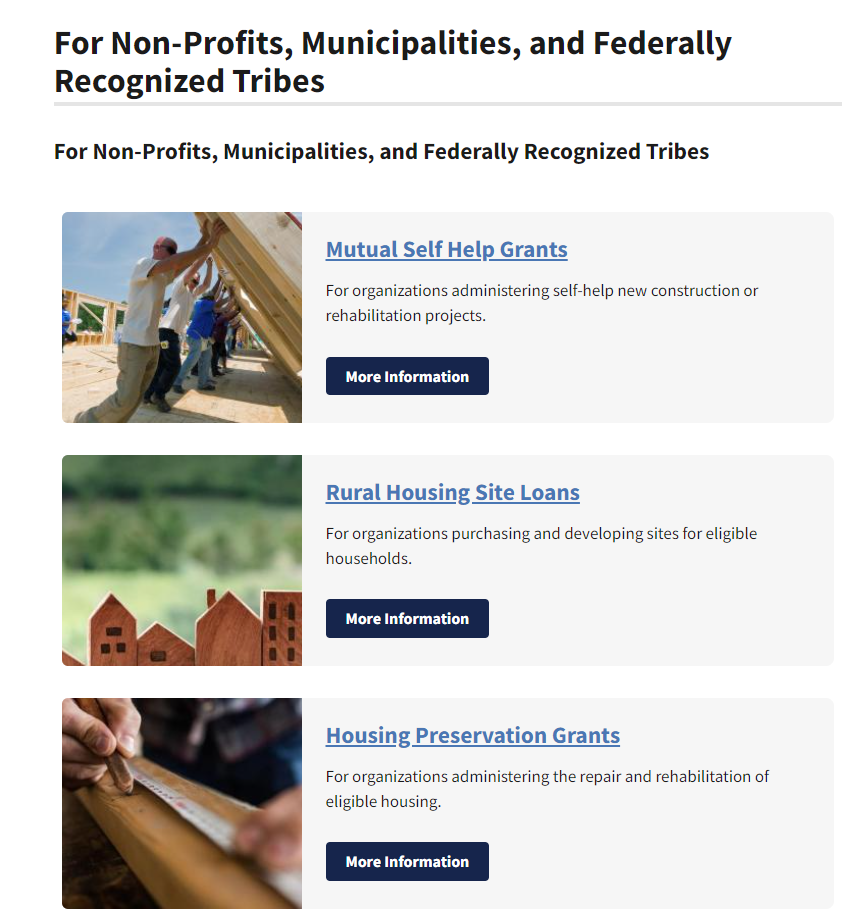 For Non-Profits, Municipalities, and Federally
Recognized Tribes
For Non-Profits, Municipalities, and Federally Recognized Tribes
Mutual Self Help Grants
For organizations administering self-help new construction or
rehabilitation projects.
More Information
Rural Housing Site Loans
For organizations purchasing and developing sites for eligible
households.
More Information
Housing Preservation Grants
For organizations administering the repair and rehabilitation of
eligible housing.
More Information